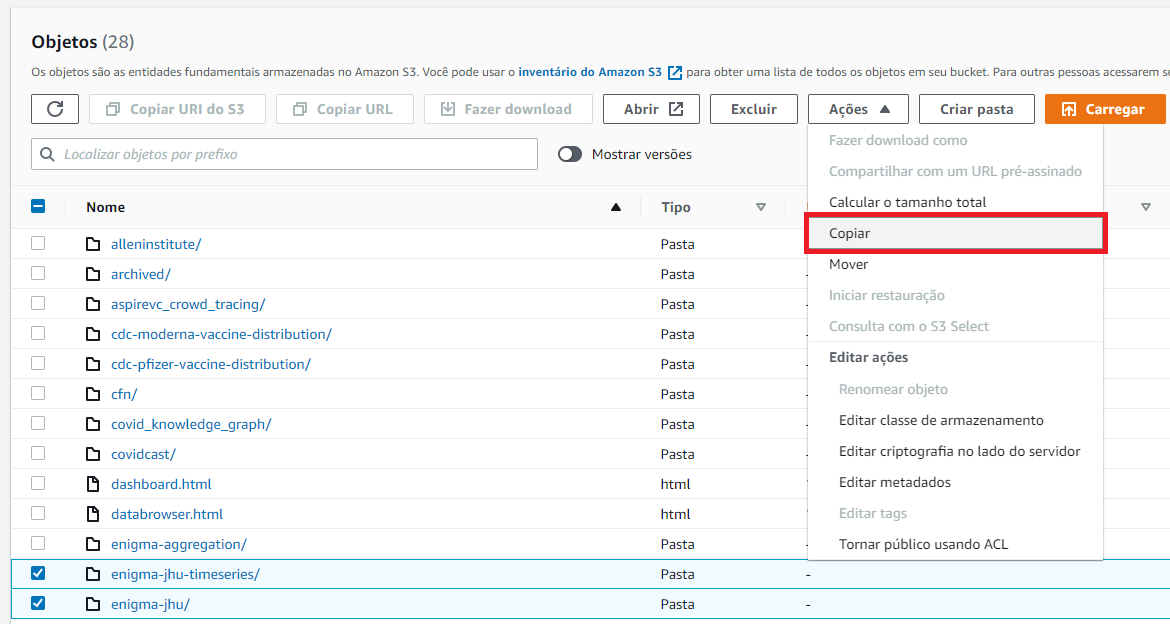 Objetos (28)
Os objetos são as entidades fundamentais armazenadas no Amazon S3. Você pode usar o inventário do Amazon S3 para obter uma lista de todos os objetos em seu bucket. Para outras pessoas acessarem
Copiar URI do S3 Copiar URL Fazer download Abrir Excluir Ações Criar pasta Carregar
Localizar objetos por prefixo Mostrar versões
Fazer download como
Compartilhar com um URL pré-assinado
Calcular o tamanho total
Copiar
Mover
Iniciar restauração
Consulta com o S3 Select
Editar ações
Renomear objeto
Editar classe de armazenamento
Editar criptografia no lado do servidor
Editar metadados
Editar tags
Tornar público usando ACL
Nome Tipo
alleninstitute/ Pasta
archived/ Pasta -
aspirevc_crowd_tracing/ Pasta -
cdc-moderna-vaccine-distribution/ Pasta -
cdc-pfizer-vaccine-distribution/ Pasta -
cfn/ Pasta -
covid_knowledge_graph/ Pasta -
covidcast/ Pasta -
dashboard.html html
databrowser.html html
enigma-aggregation/ Pasta -
enigma-jhu-timeseries/ Pasta -
enigma-jhu/ Pasta -